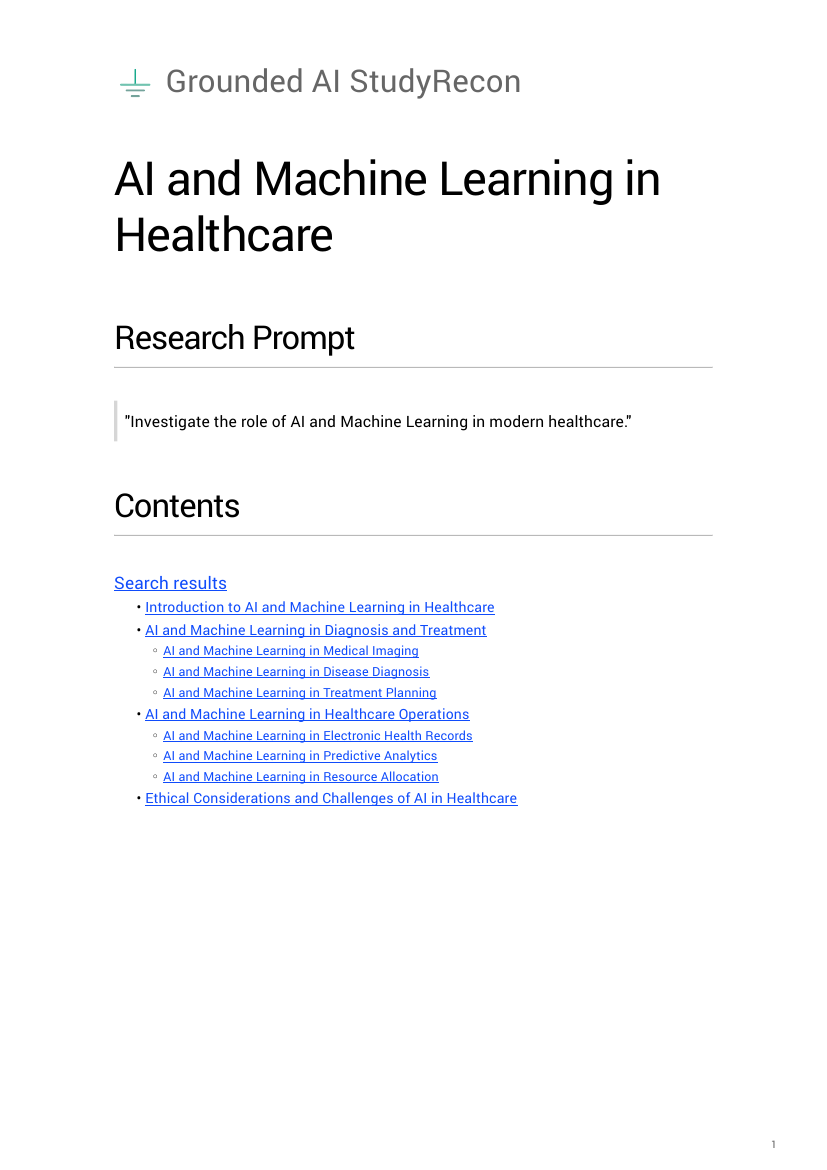 Grounded AI StudyRecon
AI and Machine Learning in
Healthcare
Research Prompt
"Investigate the role of AI and Machine Learning in modern healthcare."
Contents
Search results
• Introduction to AI and Machine Learning in Healthcare
• AI and Machine Learning in Diagnosis and Treatment
◦ AI and Machine Learning in Medical Imaging
◦ AI and Machine Learning in Disease Diagnosis
◦ AI and Machine Learning in Treatment Planning
• AI and Machine Learning in Healthcare Operations
◦ AI and Machine Learning in Electronic Health Records
◦ AI and Machine Learning in Predictive Analytics
◦ AI and Machine Learning in Resource Allocation
• Ethical Considerations and Challenges of AI in Healthcare
1